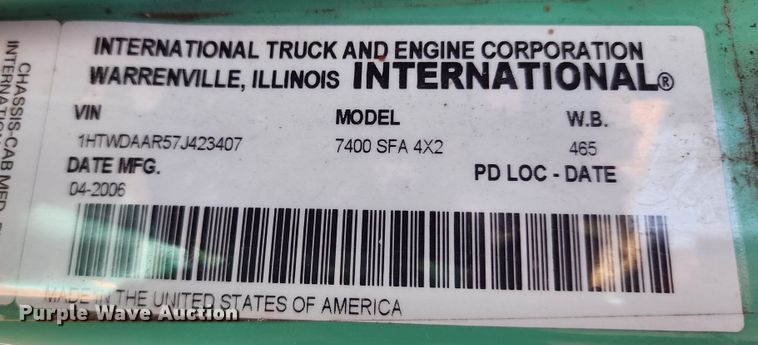 INTERNATIONAL TRUCK AND ENGINE CORPORATION
WARRENVILLE, ILLINOIS INTERNATIONAL®
VIN MODEL W.B.
1HTWDAAR57J423407 7400 SFA 4X2 465
DATE MFG. PD LOC - DATE
04-2006
MADE IN THE UNITED STATES OF AMERICA
CHASSIS-CAB MFD.
Purple Wave Auction